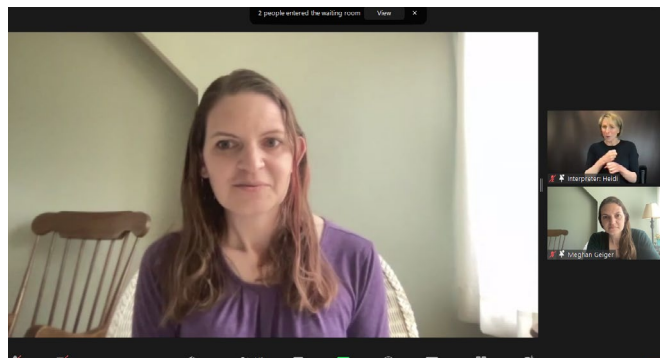 2 people entered the waiting room View ×
Interpreter: Heidi
Meghan Geiger